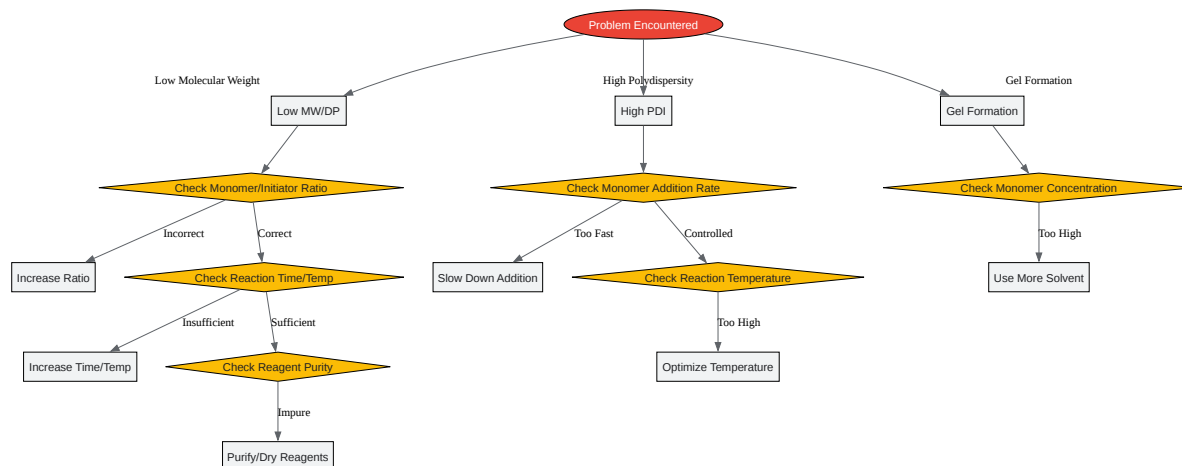 Problem Encountered
Low Molecular Weight
High Polydispersity
Gel Formation
Low MW/DP
High PDI
Gel Formation
Check Monomer/Initiator Ratio
Check Monomer Addition Rate
Check Monomer Concentration
Incorrect
Correct
Too Fast
Controlled
Too High
Increase Ratio
Check Reaction Time/Temp
Slow Down Addition
Check Reaction Temperature
Use More Solvent
Insufficient
Sufficient
Too High
Increase Time/Temp
Check Reagent Purity
Optimize Temperature
Impure
Purify/Dry Reagents